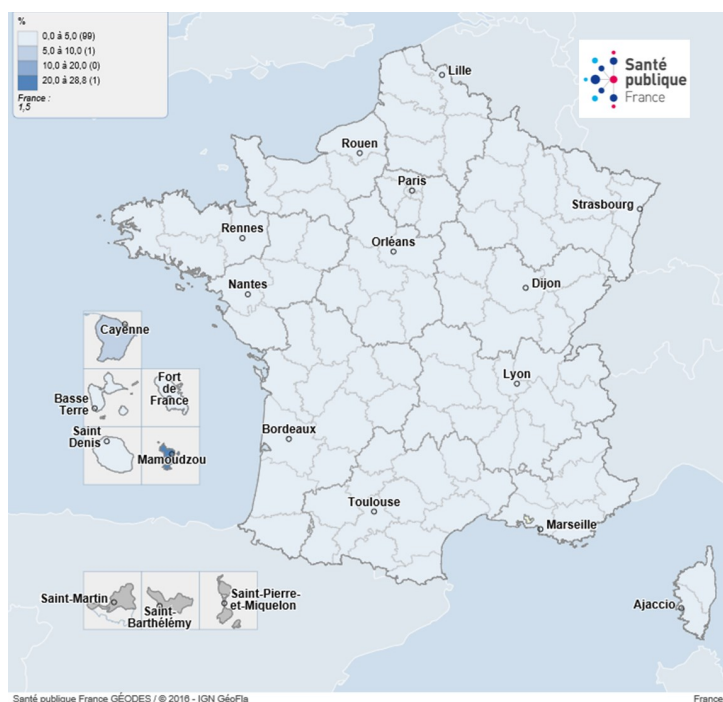 %
0,0 à 5,0 (99)
5,0 à 10,0 (1)
10,0 à 20,0 (0)
20,0 à 28,8 (1)
France :
1,5
Santé
publique
France
Lille
Rouen
Paris
Strasbourg
Rennes
Orléans
Nantes
Dijon
Cayenne
Lyon
Fort
de
France
Basse
Terre
Saint
Denis
Bordeaux
Mamoudzou
Toulouse
Marseille
Saint-Martin
Saint-
Barthélémy
Saint-Pierre-
et-Miquelon
Ajaccio
Santé publique France GÉODES / © 2016 - IGN GéoFla
France